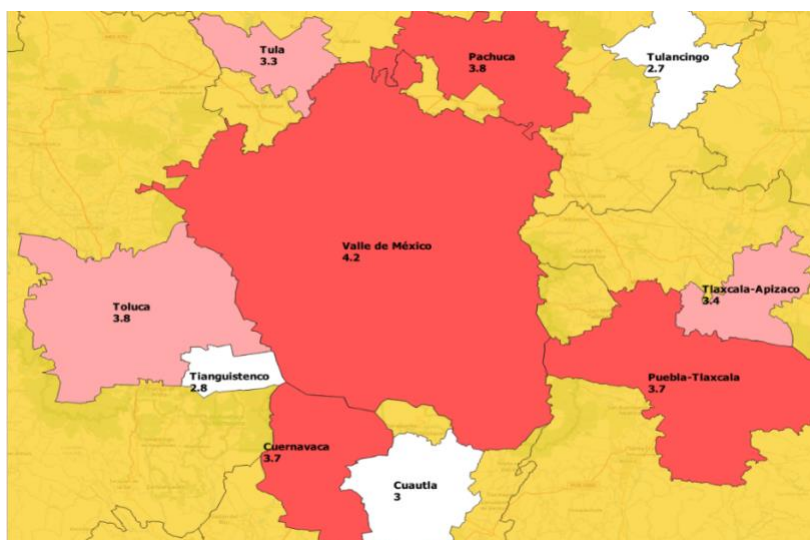 Tula
3.3
Pachuca
3.8
Tulancingo
2.7
Valle de México
4.2
Toluca
3.8
Tlaxcala-Apizaco
3.4
Tianguistenco
2.8
Puebla-Tlaxcala
3.7
Cuernavaca
3.7
Cuautla
3